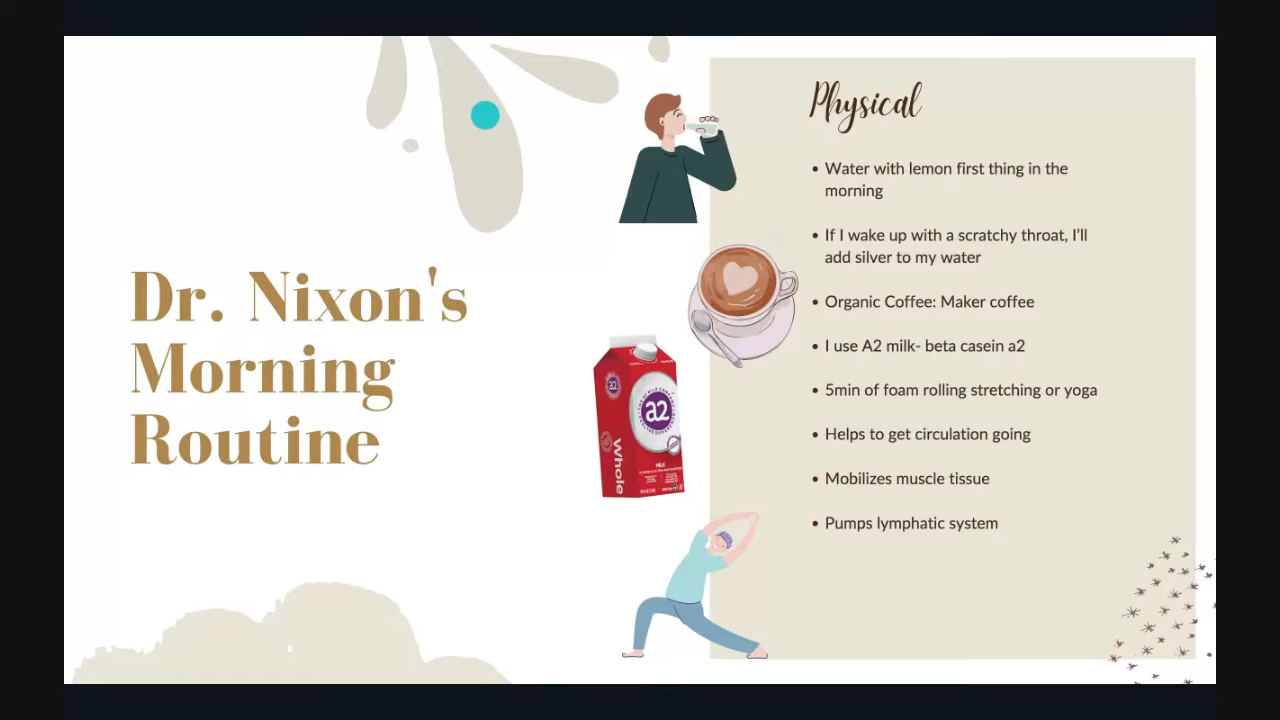 Dr. Nixon's
Morning
Routine
Physical
• Water with lemon first thing in the
morning
• If I wake up with a scratchy throat, I'll
add silver to my water
• Organic Coffee: Maker coffee
• I use A2 milk- beta casein a2
• 5min of foam rolling stretching or yoga
• Helps to get circulation going
• Mobilizes muscle tissue
• Pumps lymphatic system
a2
a2
Whole
MILK